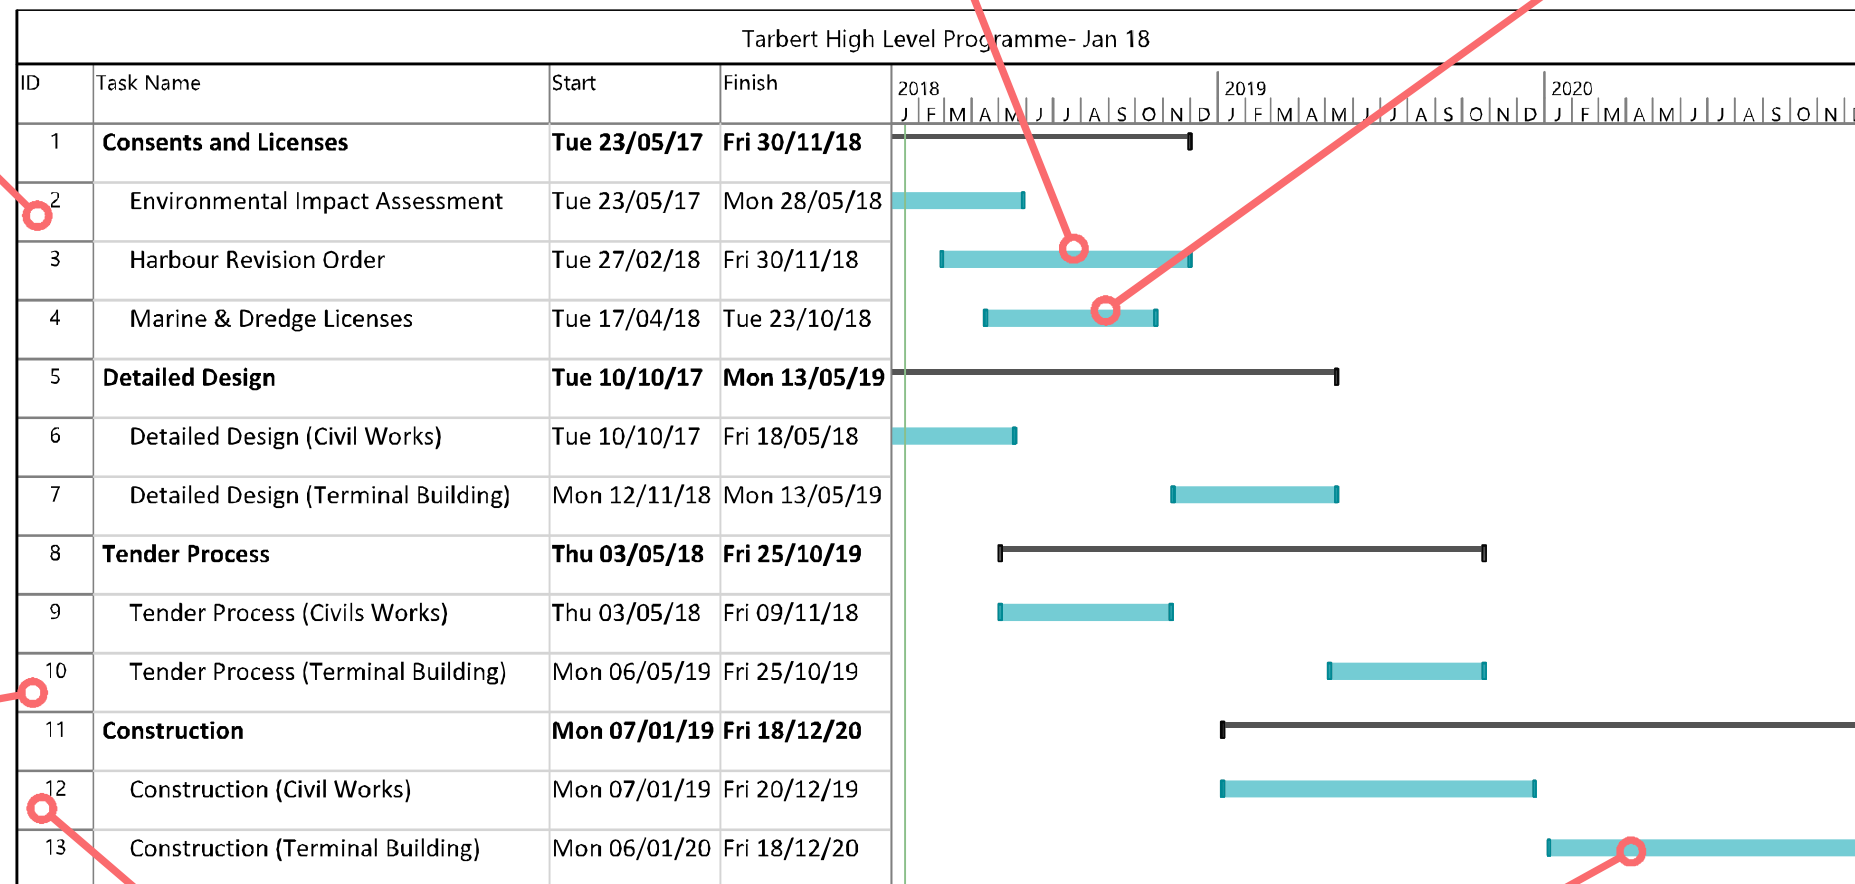 Tarbert High Level Programme- Jan 18
ID Task Name Start Finish 2018 2019 2020
J F M A M J J A S O N D J F M A M J J A S O N D J F M A M J J A S O N
1 Consents and Licenses Tue 23/05/17 Fri 30/11/18
2 Environmental Impact Assessment Tue 23/05/17 Mon 28/05/18
3 Harbour Revision Order Tue 27/02/18 Fri 30/11/18
4 Marine & Dredge Licenses Tue 17/04/18 Tue 23/10/18
5 Detailed Design Tue 10/10/17 Mon 13/05/19
6 Detailed Design (Civil Works) Tue 10/10/17 Fri 18/05/18
7 Detailed Design (Terminal Building) Mon 12/11/18 Mon 13/05/19
8 Tender Process Thu 03/05/18 Fri 25/10/19
9 Tender Process (Civils Works) Thu 03/05/18 Fri 09/11/18
10 Tender Process (Terminal Building) Mon 06/05/19 Fri 25/10/19
11 Construction Mon 07/01/19 Fri 18/12/20
12 Construction (Civil Works) Mon 07/01/19 Fri 20/12/19
13 Construction (Terminal Building) Mon 06/01/20 Fri 18/12/20